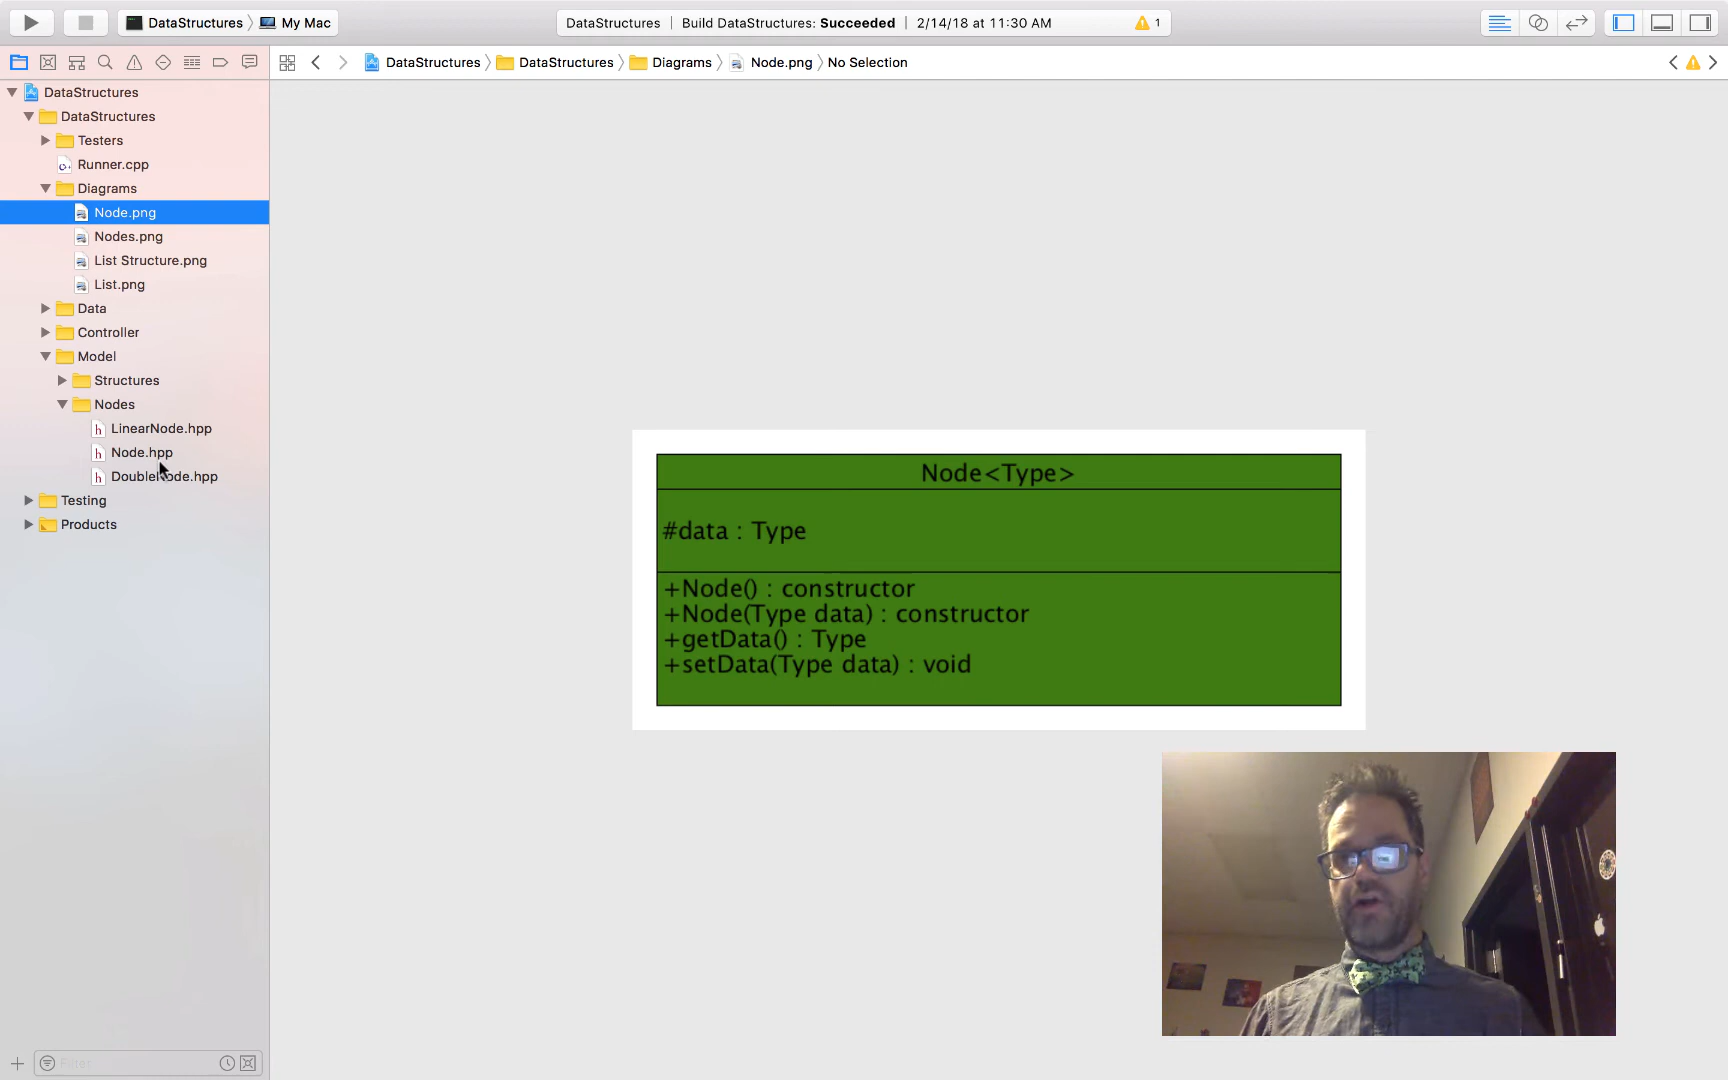 DataStructures 〉 My Mac
DataStructures | Build DataStructures: Succeeded | 2/14/18 at 11:30 AM
1
DataStructures 〉 DataStructures 〉 Diagrams 〉 Node.png 〉 No Selection
DataStructures
DataStructures
Testers
Runner.cpp
Diagrams
Node.png
Nodes.png
List Structure.png
List.png
Data
Controller
Model
Structures
Nodes
LinearNode.hpp
Node.hpp
DoubleNode.hpp
Testing
Products
Filter
Node<Type>
#data : Type
+Node() : constructor
+Node(Type data) : constructor
+getData() : Type
+setData(Type data) : void